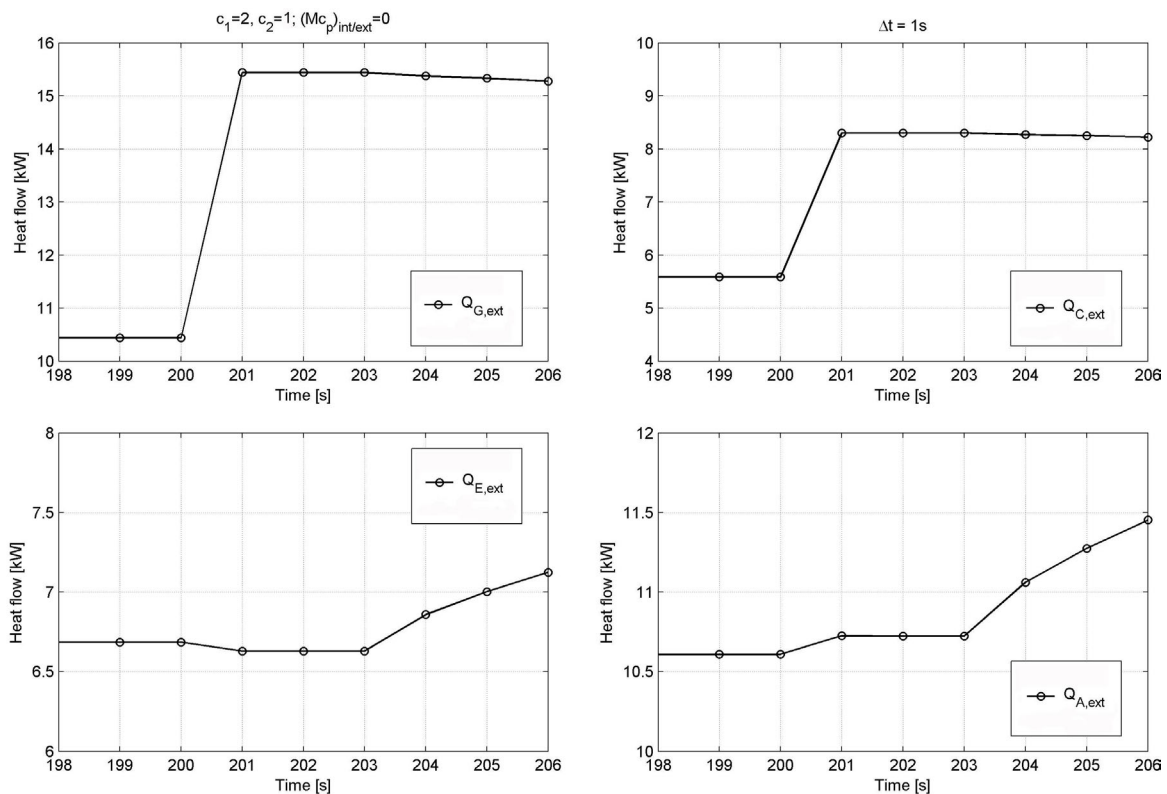 c1=2, c2=1; (Mcp)int/ext=0
Heat flow [kW]
16
15
14
13
12
11
10
198 199 200 201 202 203 204 205 206
Time [s]
QG,ext
Δt = 1s
Heat flow [kW]
10
9
8
7
6
5
4
198 199 200 201 202 203 204 205 206
Time [s]
QC,ext
Heat flow [kW]
8
7.5
7
6.5
6
198 199 200 201 202 203 204 205 206
Time [s]
QE,ext
Heat flow [kW]
12
11.5
11
10.5
10
198 199 200 201 202 203 204 205 206
Time [s]
QA,ext